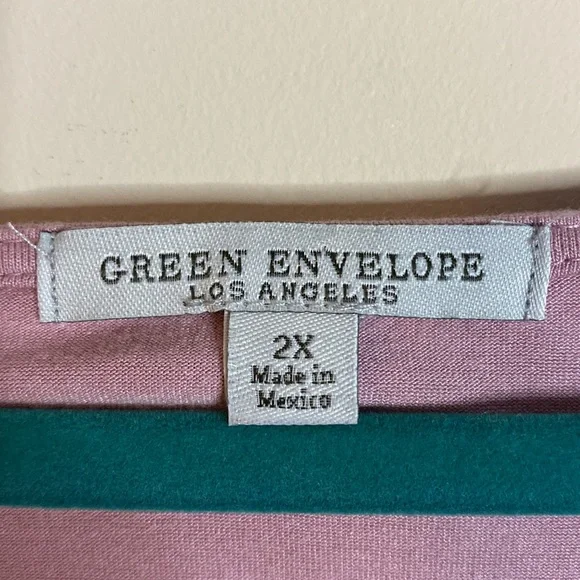 GREEN ENVELOPE
LOS ANGELES
2X
Made in
Mexico